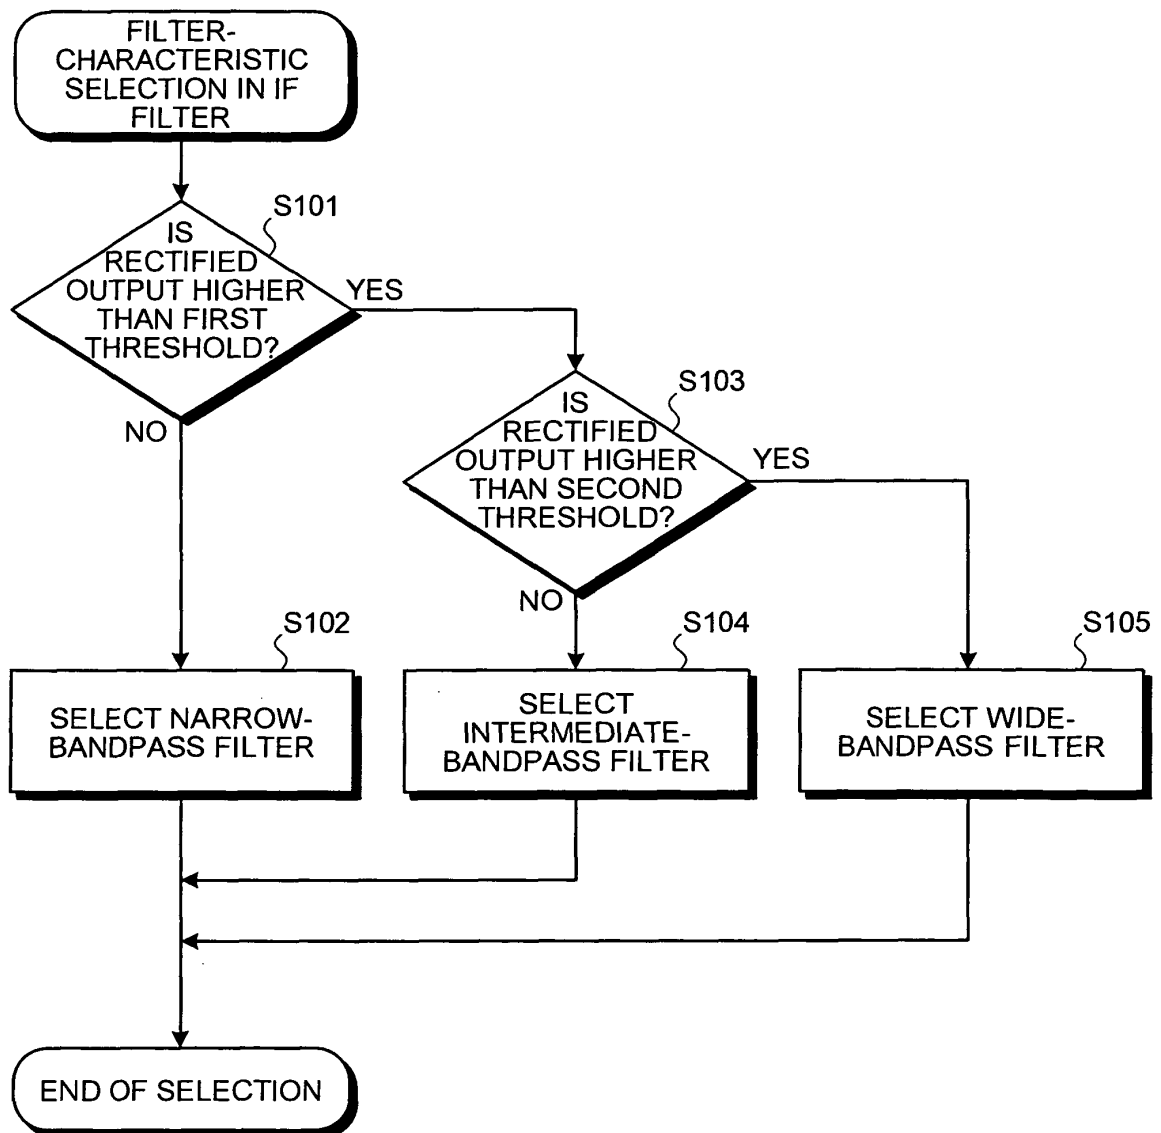 FILTER-
CHARACTERISTIC
SELECTION IN IF
FILTER
S101
IS
RECTIFIED
OUTPUT HIGHER
THAN FIRST
THRESHOLD?
YES
NO
S103
IS
RECTIFIED
OUTPUT HIGHER
THAN SECOND
THRESHOLD?
YES
NO
S102
SELECT NARROW-
BANDPASS FILTER
S104
SELECT
INTERMEDIATE-
BANDPASS FILTER
S105
SELECT WIDE-
BANDPASS FILTER
END OF SELECTION